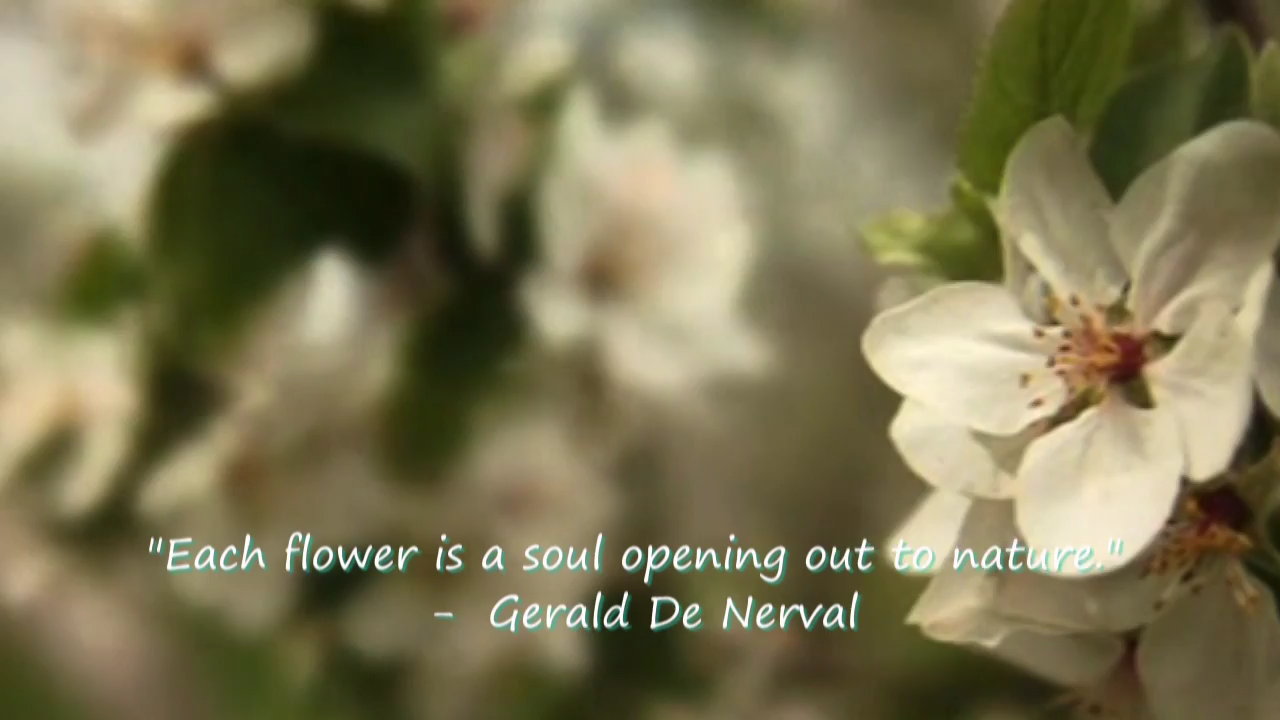 "Each flower is a soul opening out to nature."
- Gerald De Nerval